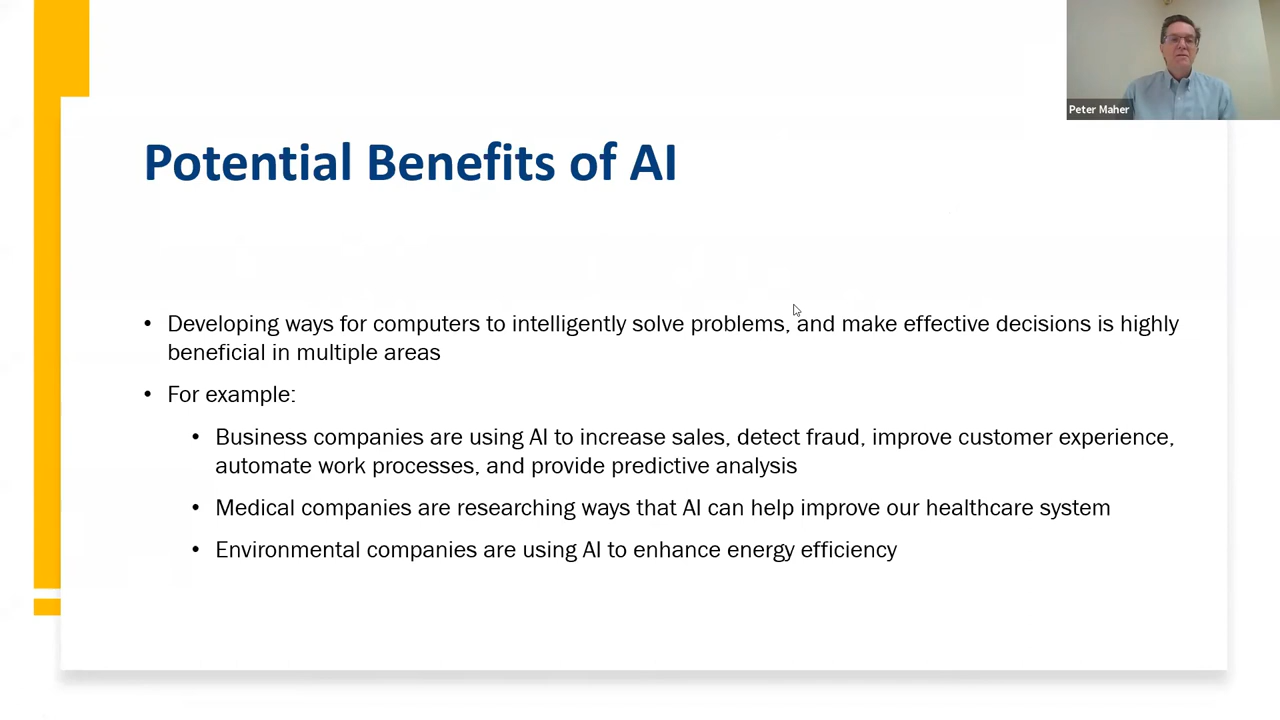 Peter Maher
Potential Benefits of AI
• Developing ways for computers to intelligently solve problems, and make effective decisions is highly
beneficial in multiple areas
• For example:
• Business companies are using AI to increase sales, detect fraud, improve customer experience,
automate work processes, and provide predictive analysis
• Medical companies are researching ways that AI can help improve our healthcare system
• Environmental companies are using AI to enhance energy efficiency